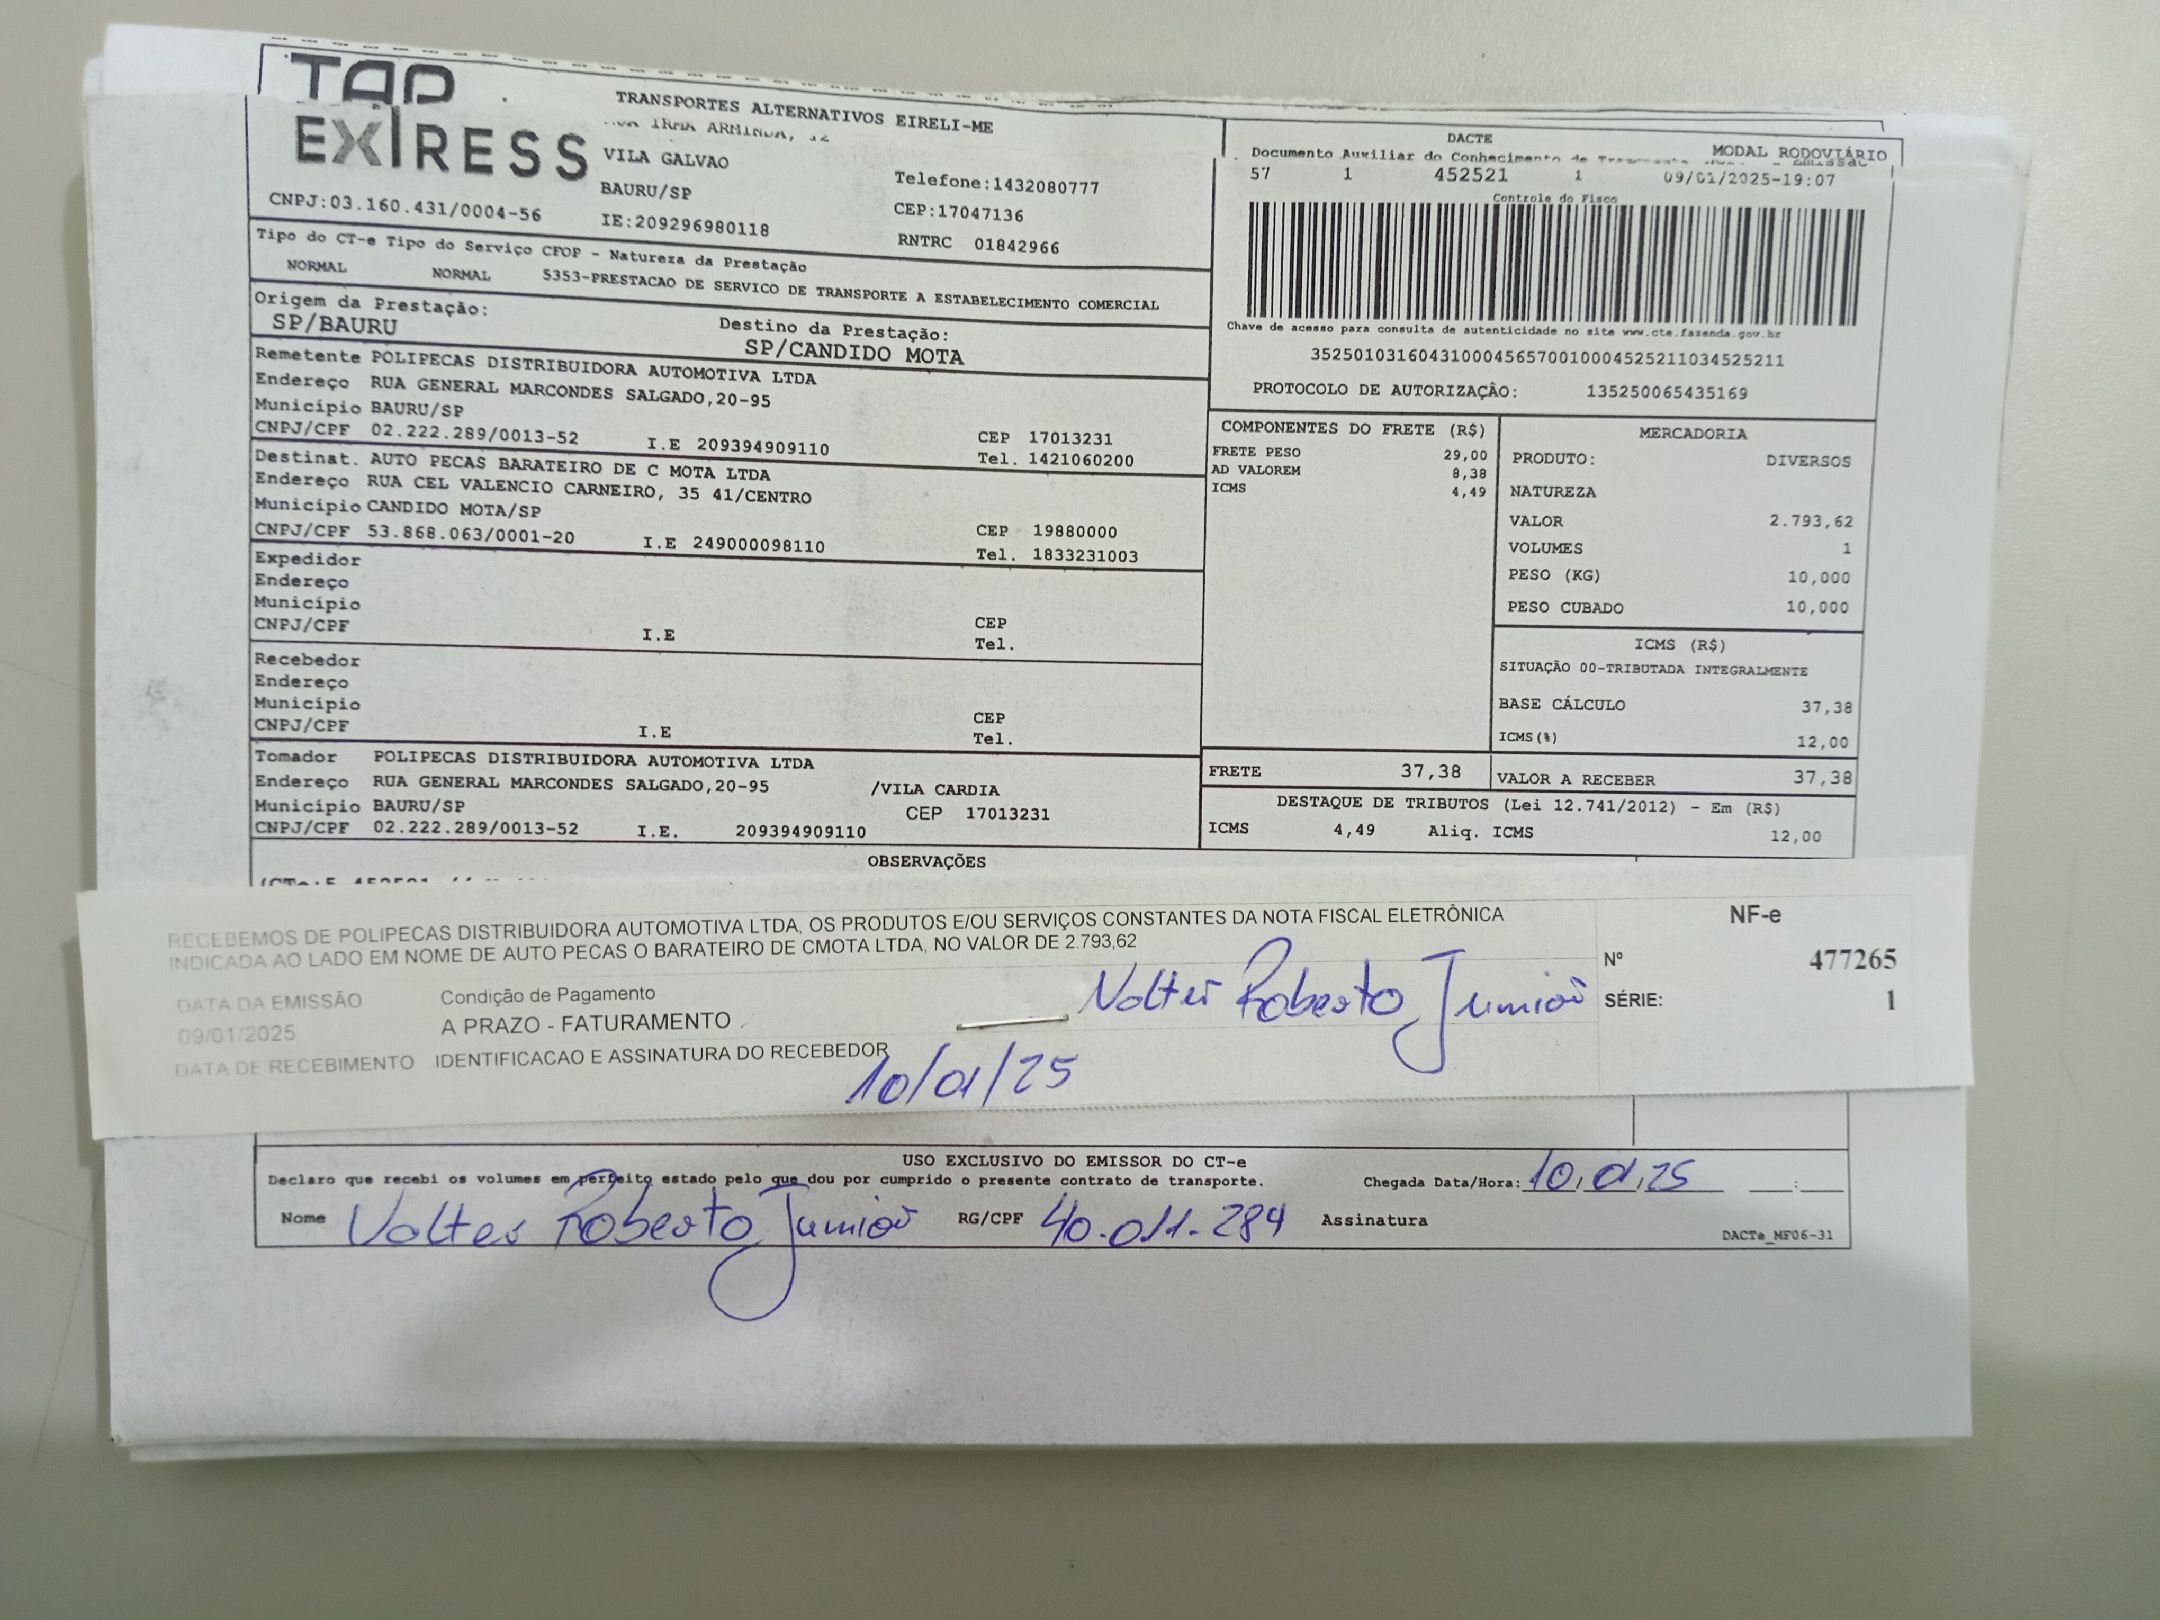 TAP
EXIRESS
TRANSPORTES ALTERNATIVOS EIRELI-ME
IRMA ARMINDA,
VILA GALVAO
BAURU/SP
Telefone:1432080777
CNPJ:03.160.431/0004-56
IE:209296980118
CEP:17047136
RNTRC 01842966
DACTE
MODAL RODOVIÁRIO
Documento Auxiliar do Conhecimento de
57 1 452521 1 09/01/2025-19:07
Controle do Fisco
Chave de acesso para consulta de autenticidade no site www.cte.fazenda.gov.br
35250103160431000456570010004525211034525211
PROTOCOLO DE AUTORIZAÇÃO: 135250065435169
Tipo do CT-e Tipo do Serviço CFOP - Natureza da Prestação
NORMAL NORMAL 5353-PRESTACAO DE SERVICO DE TRANSPORTE A ESTABELECIMENTO COMERCIAL
Origem da Prestação:
SP/BAURU
Destino da Prestação:
SP/CANDIDO MOTA
Remetente POLIPECAS DISTRIBUIDORA AUTOMOTIVA LTDA
Endereço RUA GENERAL MARCONDES SALGADO,20-95
Município BAURU/SP
CEP 17013231
CNPJ/CPF 02.222.289/0013-52 I.E 209394909110
Tel. 1421060200
Destinat. AUTO PECAS BARATEIRO DE C MOTA LTDA
Endereço RUA CEL VALENCIO CARNEIRO, 35 41/CENTRO
Município CANDIDO MOTA/SP
CEP 19880000
CNPJ/CPF 53.868.063/0001-20 I.E 249000098110
Tel. 1833231003
Expedidor
Endereço
Município
CEP
CNPJ/CPF I.E
Tel.
Recebedor
Endereço
Município
CEP
CNPJ/CPF I.E
Tel.
Tomador POLIPECAS DISTRIBUIDORA AUTOMOTIVA LTDA
Endereço RUA GENERAL MARCONDES SALGADO,20-95 /VILA CARDIA
Município BAURU/SP CEP 17013231
CNPJ/CPF 02.222.289/0013-52 I.E. 209394909110
COMPONENTES DO FRETE (R$)
FRETE PESO 29,00
AD VALOREM 8,38
ICMS 4,49
MERCADORIA
PRODUTO: DIVERSOS
NATUREZA
VALOR 2.793,62
VOLUMES 1
PESO (KG) 10,000
PESO CUBADO 10,000
ICMS (R$)
SITUAÇÃO 00-TRIBUTADA INTEGRALMENTE
BASE CÁLCULO 37,38
ICMS(%) 12,00
FRETE 37,38 VALOR A RECEBER 37,38
DESTAQUE DE TRIBUTOS (Lei 12.741/2012) - Em (R$)
ICMS 4,49 Aliq. ICMS 12,00
OBSERVAÇÕES
RECEBEMOS DE POLIPECAS DISTRIBUIDORA AUTOMOTIVA LTDA, OS PRODUTOS E/OU SERVIÇOS CONSTANTES DA NOTA FISCAL ELETRÔNICA
INDICADA AO LADO EM NOME DE AUTO PECAS O BARATEIRO DE CMOTA LTDA, NO VALOR DE 2.793,62
NF-e
Nº 477265
SÉRIE: 1
DATA DA EMISSÃO Condição de Pagamento
09/01/2025 A PRAZO - FATURAMENTO
Volter Roberto Junior
DATA DE RECEBIMENTO IDENTIFICACAO E ASSINATURA DO RECEBEDOR
10/01/25
USO EXCLUSIVO DO EMISSOR DO CT-e
Declaro que recebi os volumes em perfeito estado pelo que dou por cumprido o presente contrato de transporte.
Chegada Data/Hora: 10,01,25 __:__
Nome Volter Roberto Junior RG/CPF 40.011.284 Assinatura
DACTe_MF06-31